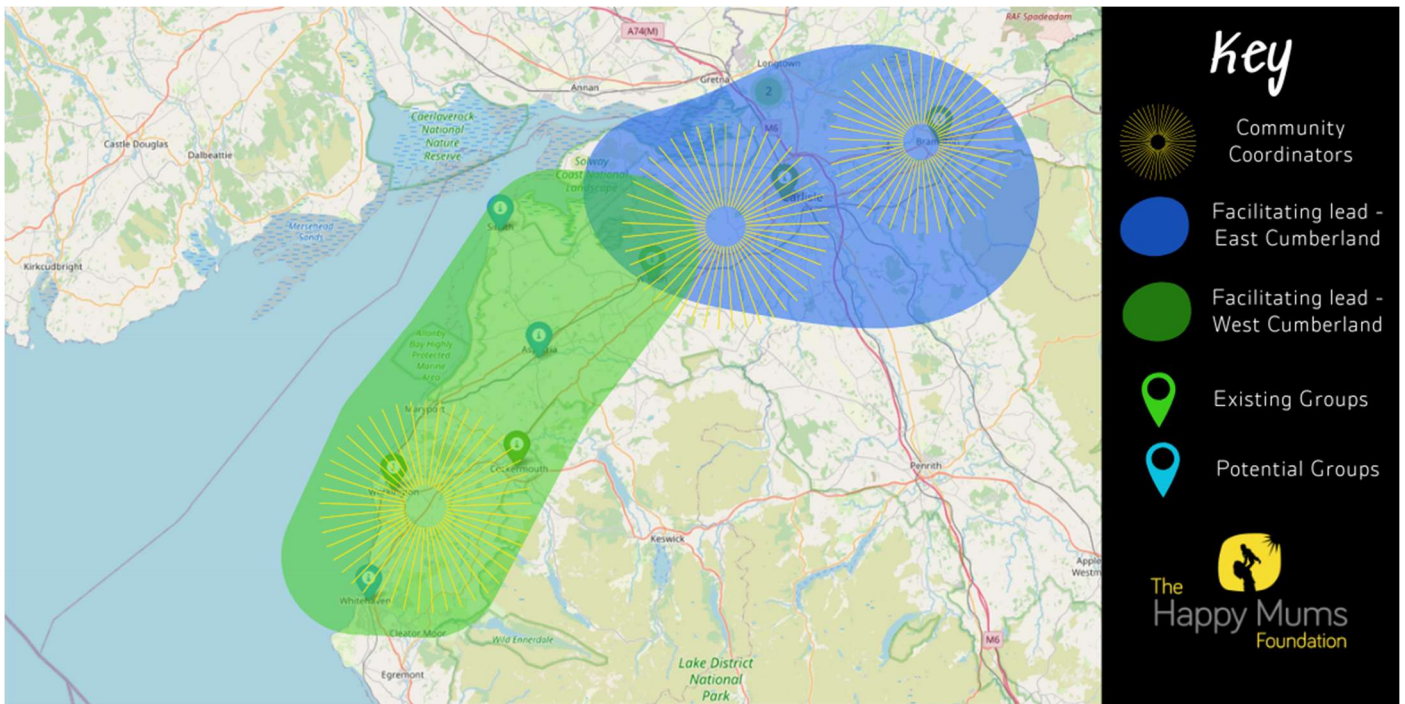 RAF Spadeadam
A74(M)
Longtown
Gretna
Annan
2
M6
Caerlaverock
National
Nature
Reserve
Castle Douglas
Dalbeattie
Solway
Coast National
Landscape
Carlisle
Mersehead
Sands
Kirkcudbright
Allonby
Bay Highly
Protected
Marine
Area
Maryport
Cockermouth
Workington
Penrith
Keswick
Apple
Westm
Whitehaven
Cleator Moor
Wild Ennerdale
M6
Egremont
Lake District
National
Park
Key
Community
Coordinators
Facilitating lead -
East Cumberland
Facilitating lead -
West Cumberland
Existing Groups
Potential Groups
The
Happy Mums
Foundation